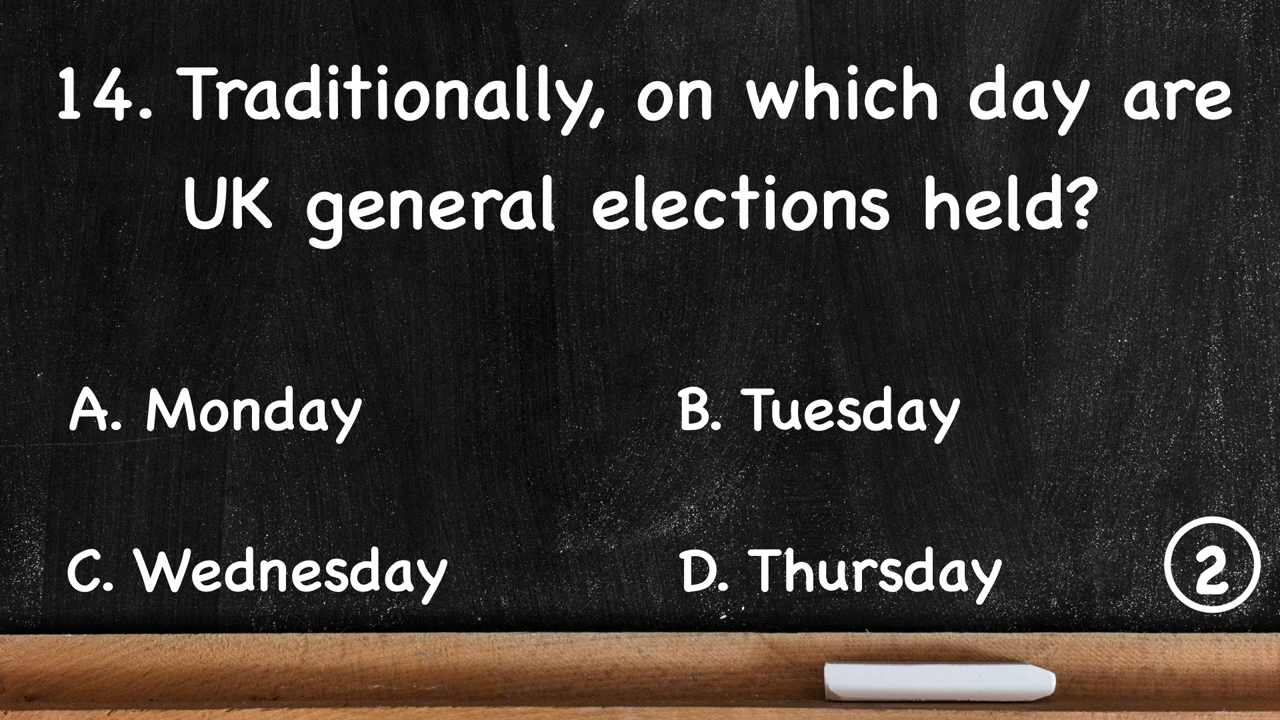 14. Traditionally, on which day are
UK general elections held?
A. Monday
B. Tuesday
C. Wednesday
D. Thursday
2